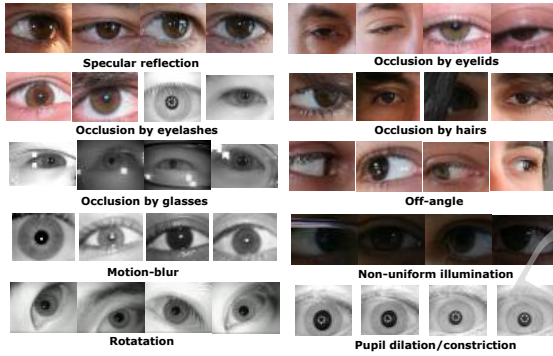 Specular reflection
Occlusion by eyelids
Occlusion by eyelashes
Occlusion by hairs
Occlusion by glasses
Off-angle
Motion-blur
Non-uniform illumination
Rotatation
Pupil dilation/constriction